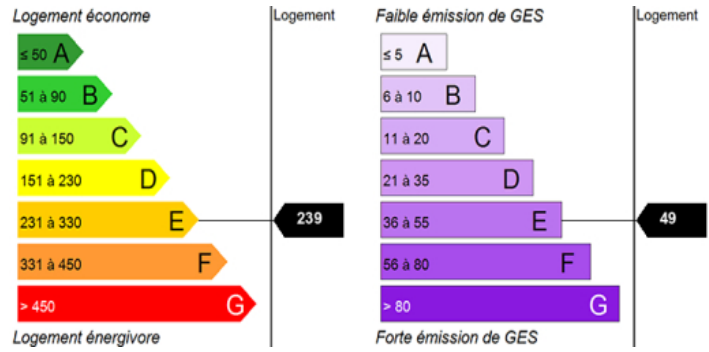 Logement économe
Logement
≤ 50 A
51 à 90 B
91 à 150 C
151 à 230 D
231 à 330 E
239
331 à 450 F
> 450 G
Logement énergivore
Faible émission de GES
Logement
≤ 5 A
6 à 10 B
11 à 20 C
21 à 35 D
36 à 55 E
49
56 à 80 F
> 80 G
Forte émission de GES